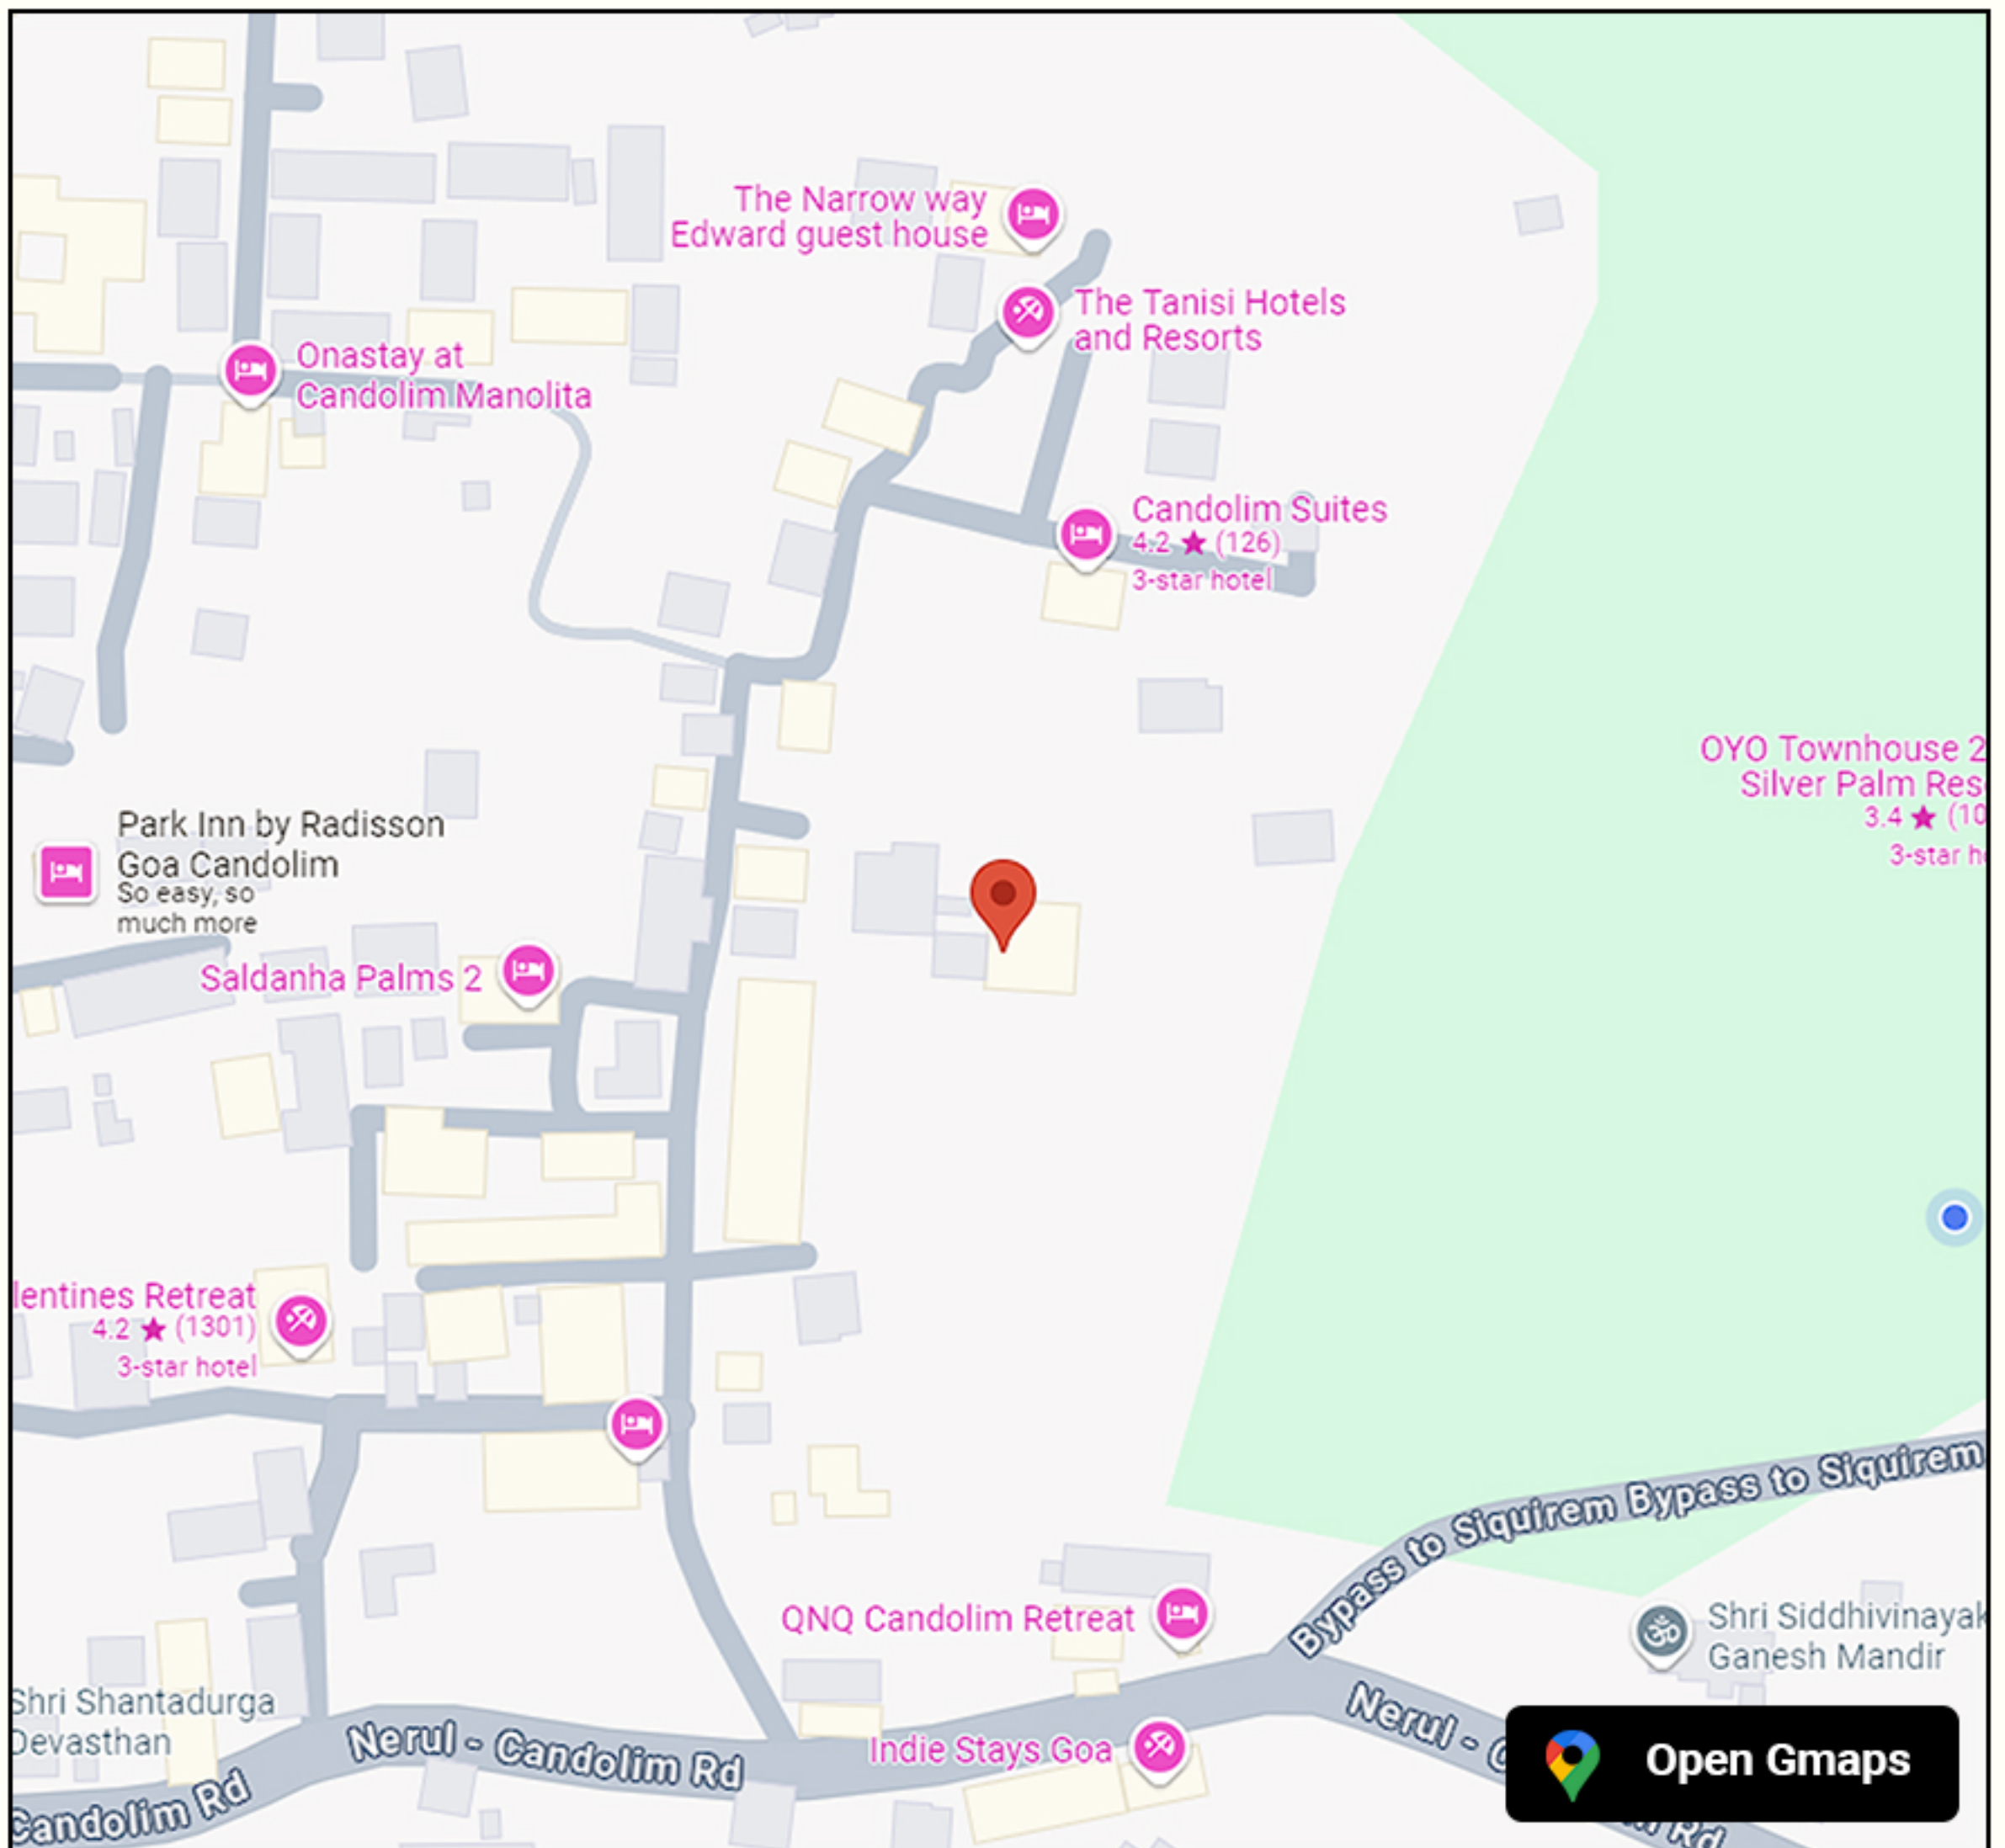 The Narrow way
Edward guest house
The Tanisi Hotels
and Resorts
Onastay at
Candolim Manolita
Candolim Suites
4.2 ★ (126)
3-star hotel
OYO Townhouse 2
Silver Palm Res
3.4 ★ (10
3-star h
Park Inn by Radisson
Goa Candolim
So easy, so
much more
Saldanha Palms 2
lentines Retreat
4.2 ★ (1301)
3-star hotel
Bypass to Siquirem Bypass to Siquirem
QNQ Candolim Retreat
Shri Siddhivinayak
Ganesh Mandir
Shri Shantadurga
Devasthan
Nerul - Candolim Rd
Nerul -
Indie Stays Goa
Open Gmaps
Candolim Rd
Rd